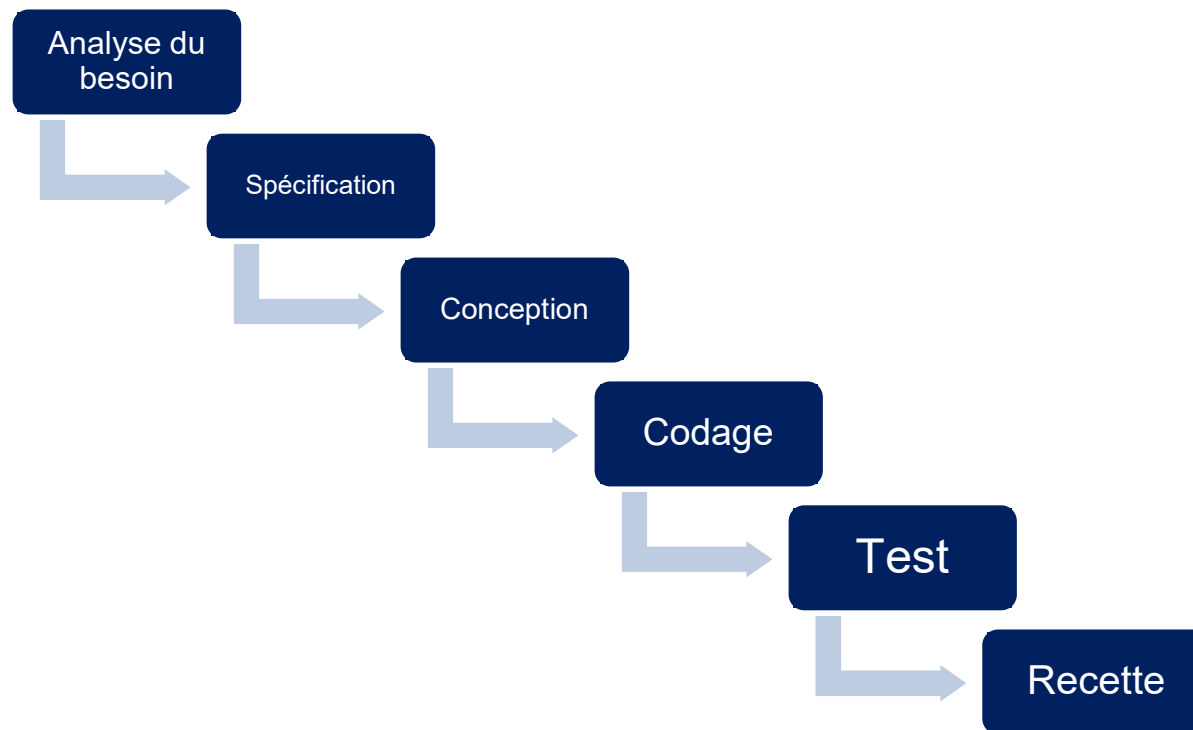 Analyse du
besoin
Spécification
Conception
Codage
Test
Recette